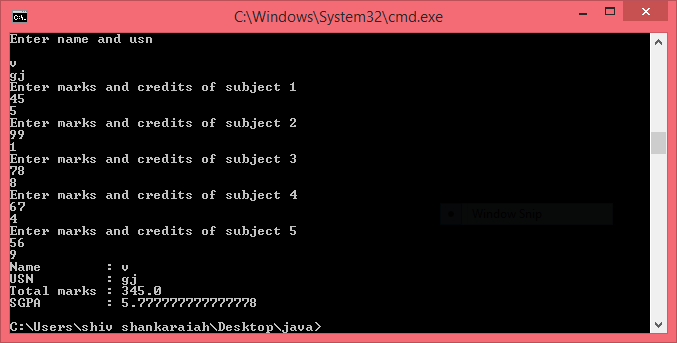 C:\Windows\System32\cmd.exe
Enter name and usn
v
gj
Enter marks and credits of subject 1
45
5
Enter marks and credits of subject 2
99
1
Enter marks and credits of subject 3
78
8
Enter marks and credits of subject 4
67
4
Enter marks and credits of subject 5
56
9
Name : v
USN : gj
Total marks : 345.0
SGPA : 5.777777777777778
C:\Users\shiv shankaraiah\Desktop\java>
Window Snip